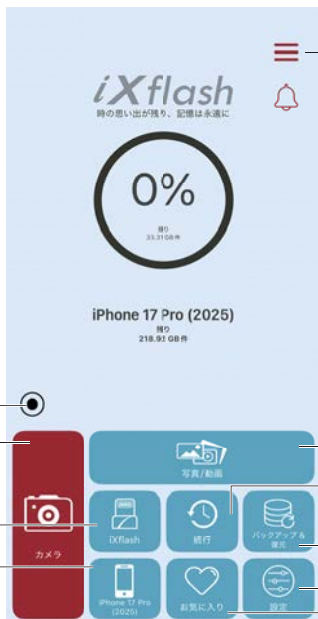 iXflash
時の思い出が残り、記憶は永遠に
0%
残り
33.31 GB 件
iPhone 17 Pro (2025)
残り
218.93 GB 件
写真/動画
カメラ
iXflash
続行
バックアップ &
復元
iPhone 17 Pro
(2025)
お気に入り
設定